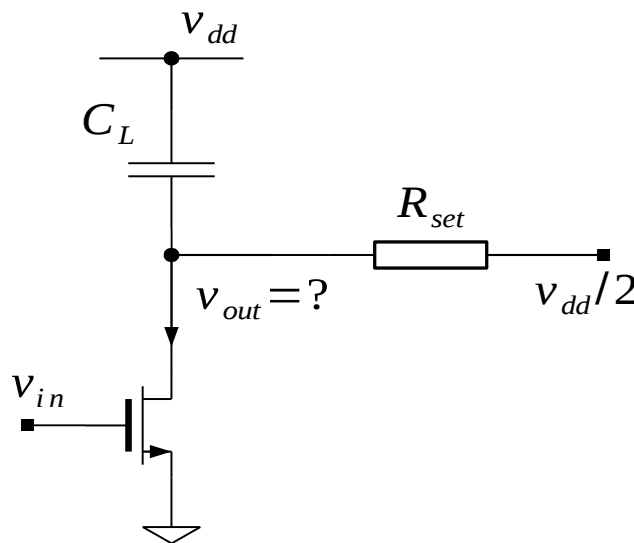 v_dd
C_L
R_set
v_out=?
v_dd/2
v_in